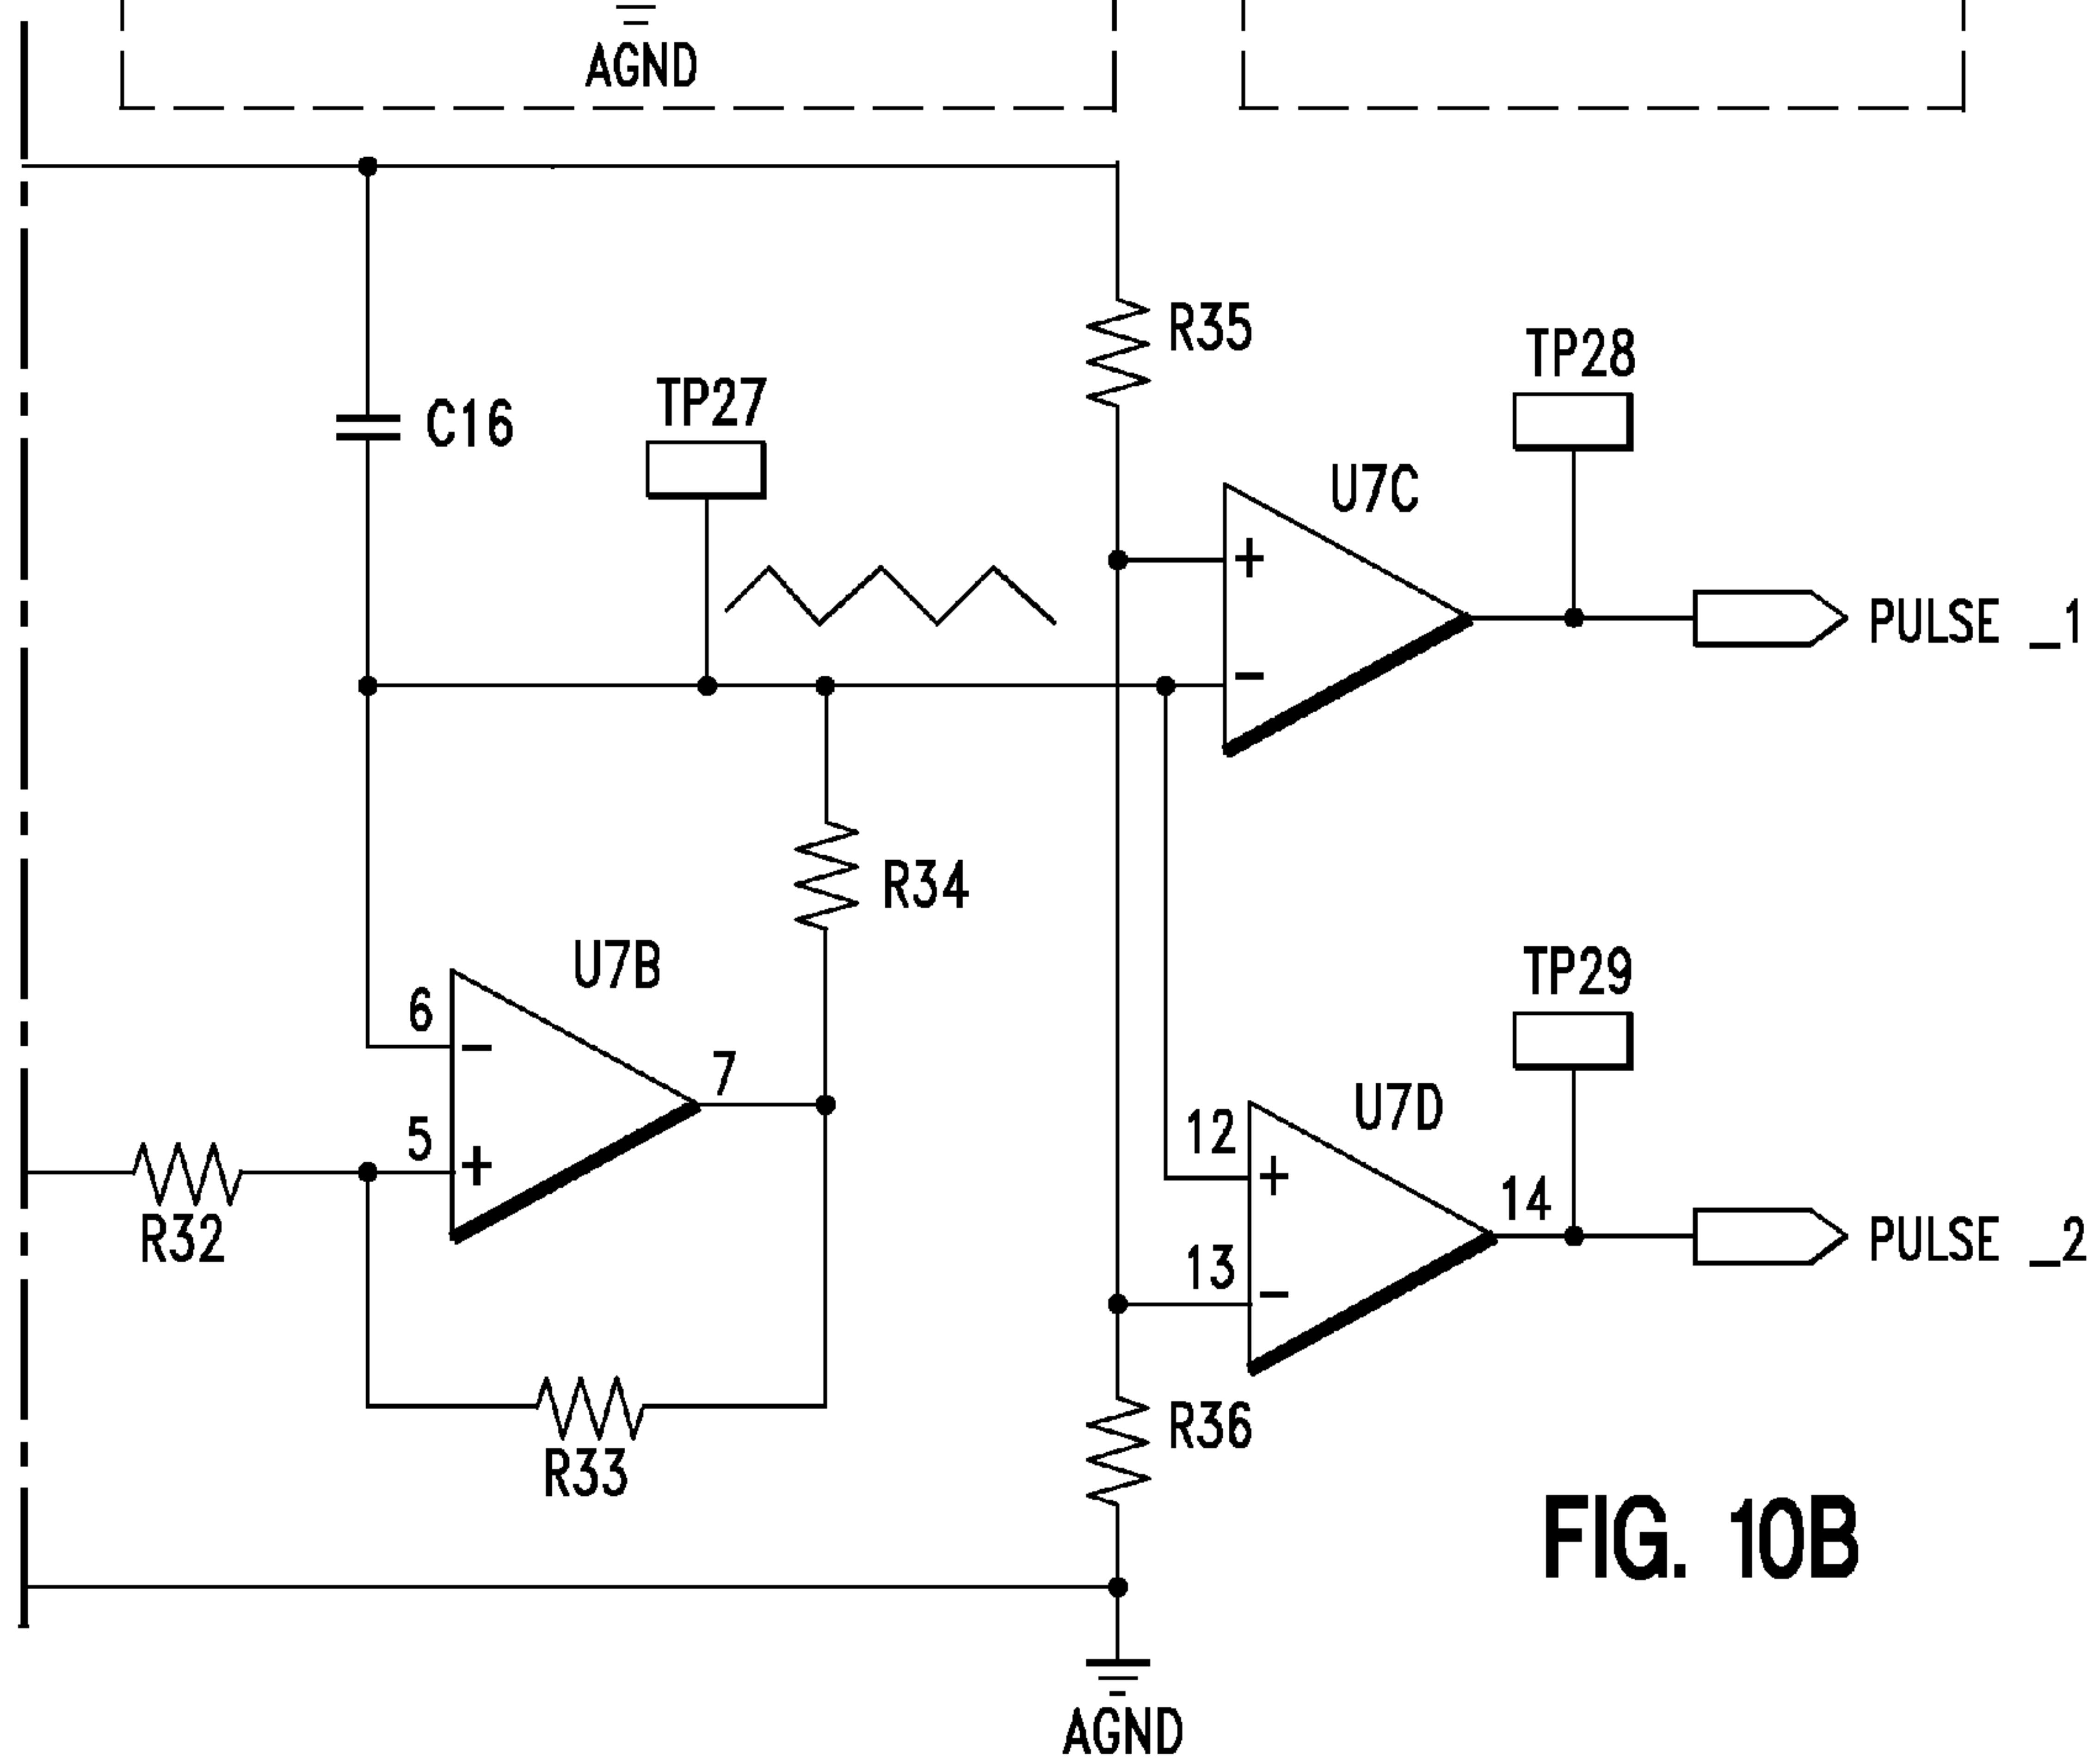 AGND
R35
TP28
TP27
C16
U7C
+
PULSE _1
−
R34
U7B
TP29
6
−
7
U7D
5
12
+
+
14
R32
13
PULSE _2
−
R36
R33
FIG. 10B
AGND